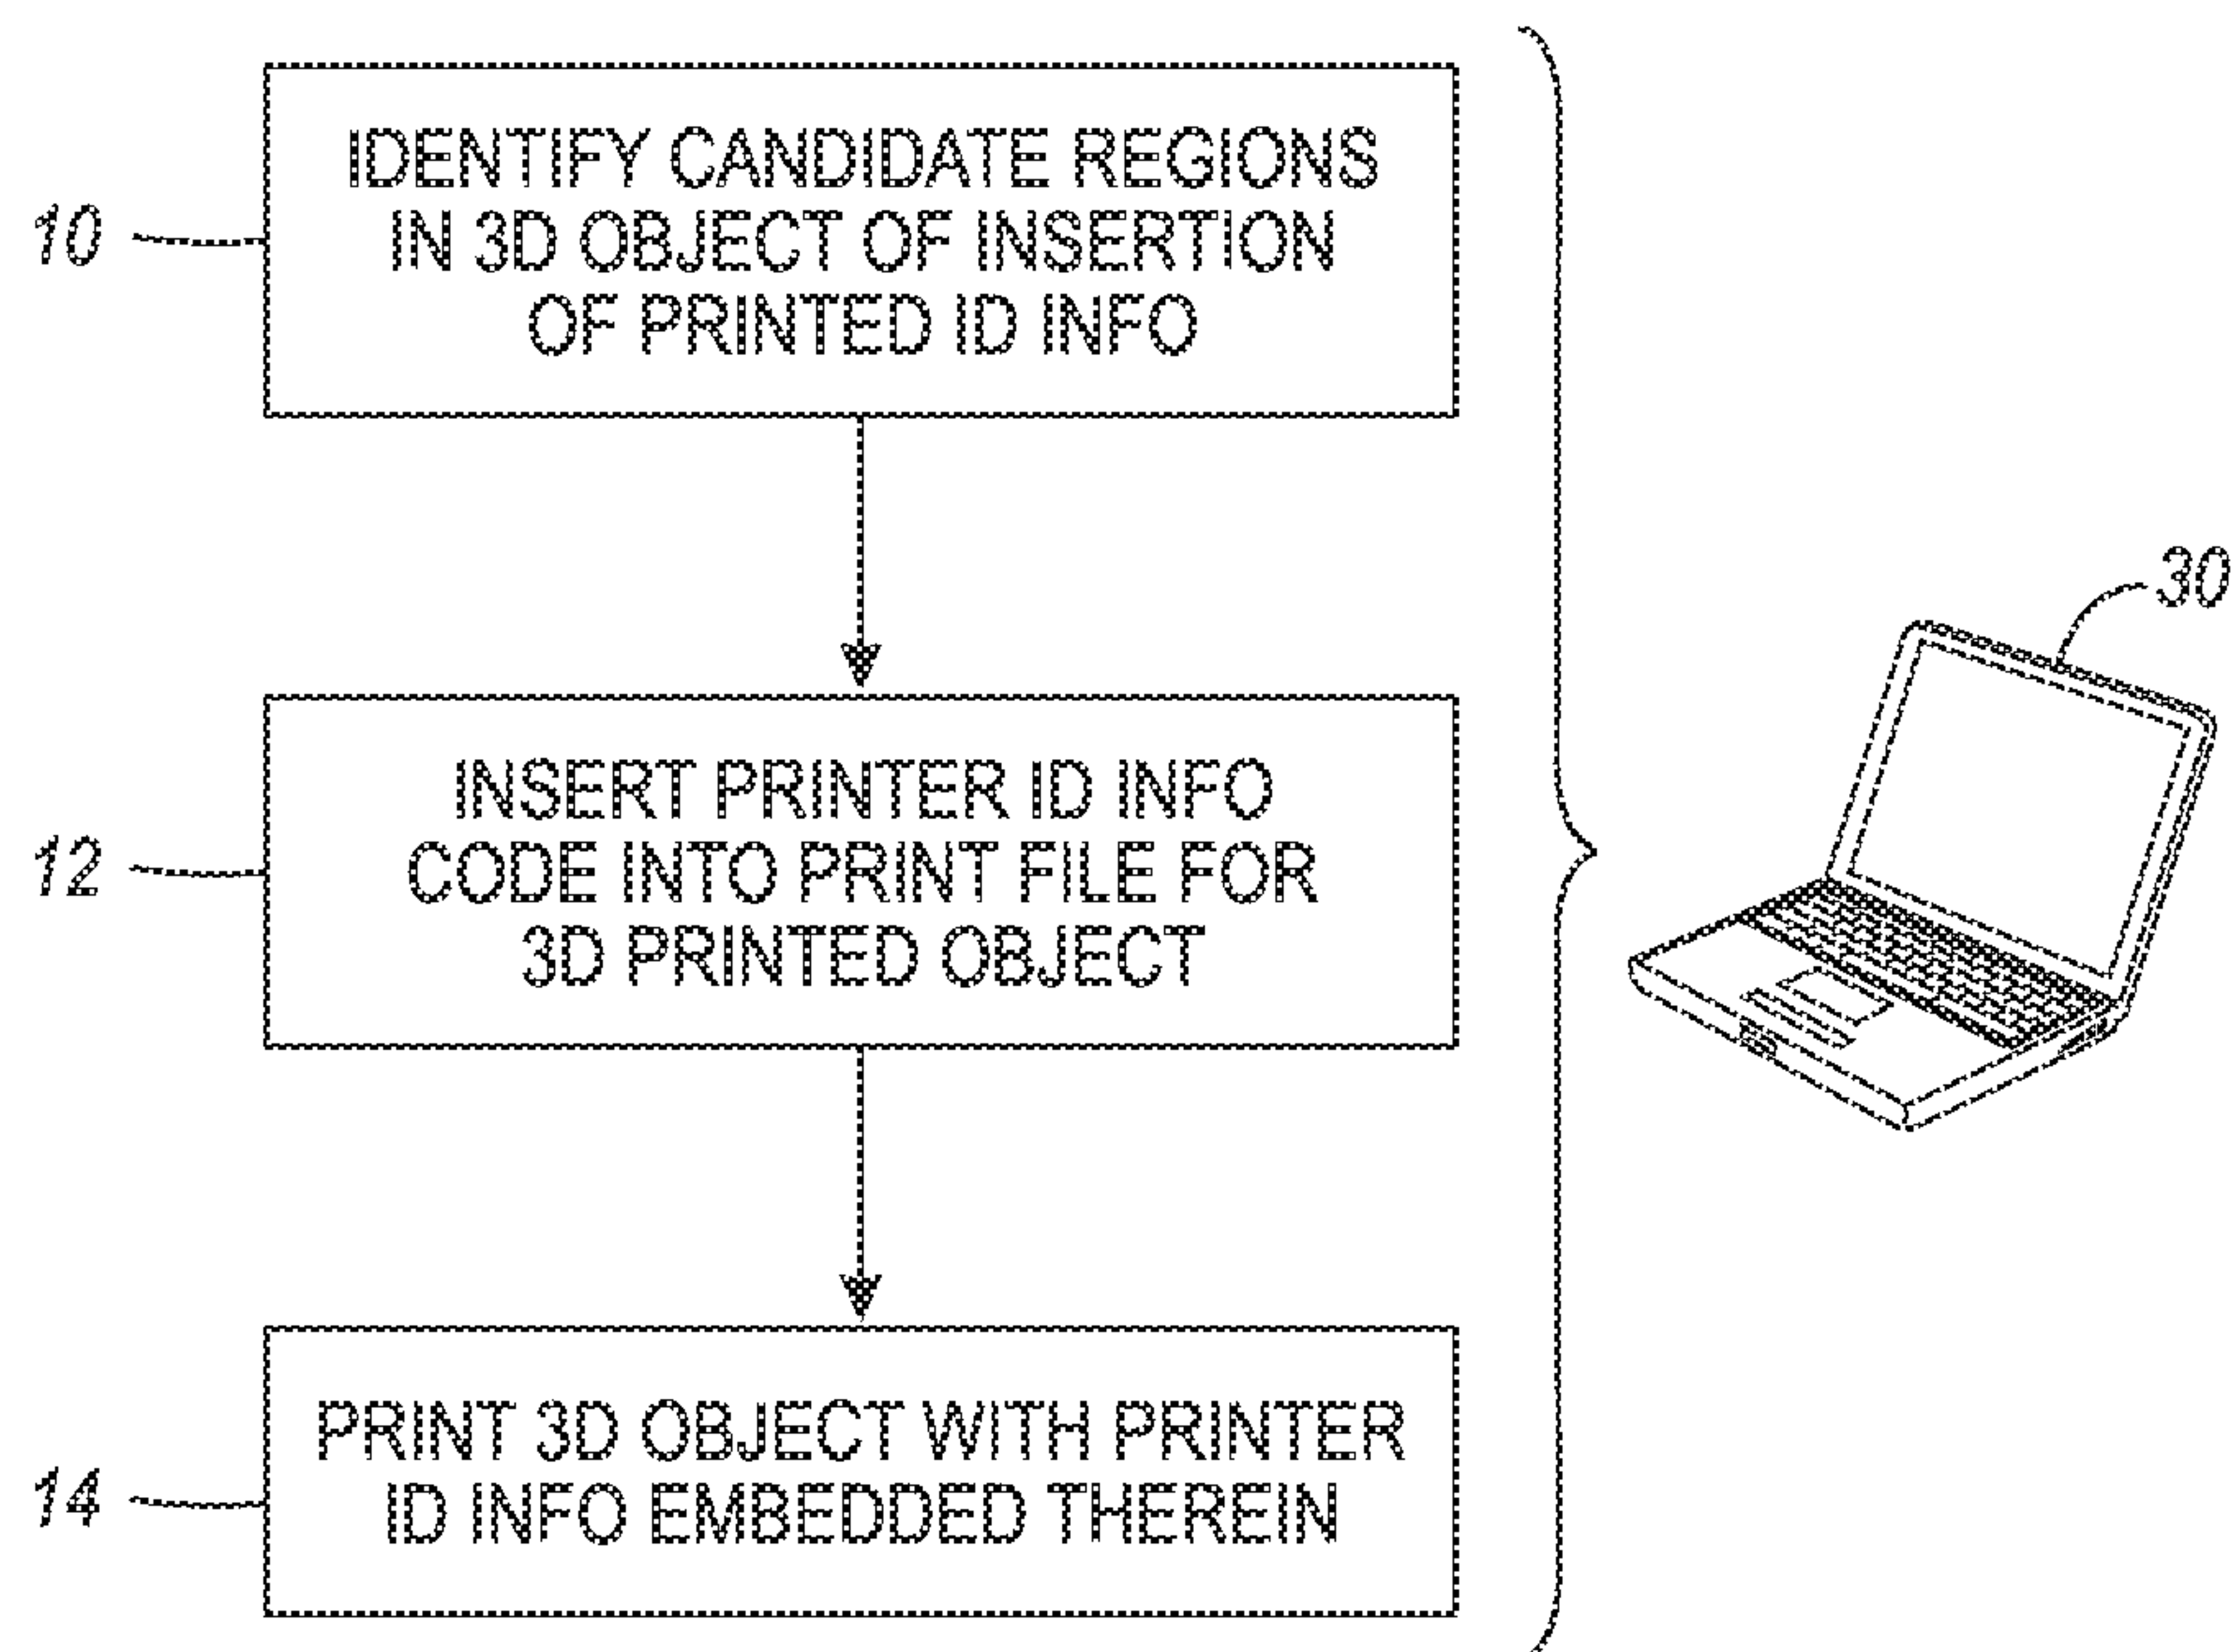 10
IDENTIFY CANDIDATE REGIONS
IN 3D OBJECT OF INSERTION
OF PRINTED ID INFO
30
12
INSERT PRINTER ID INFO
CODE INTO PRINT FILE FOR
3D PRINTED OBJECT
14
PRINT 3D OBJECT WITH PRINTER
ID INFO EMBEDDED THEREIN